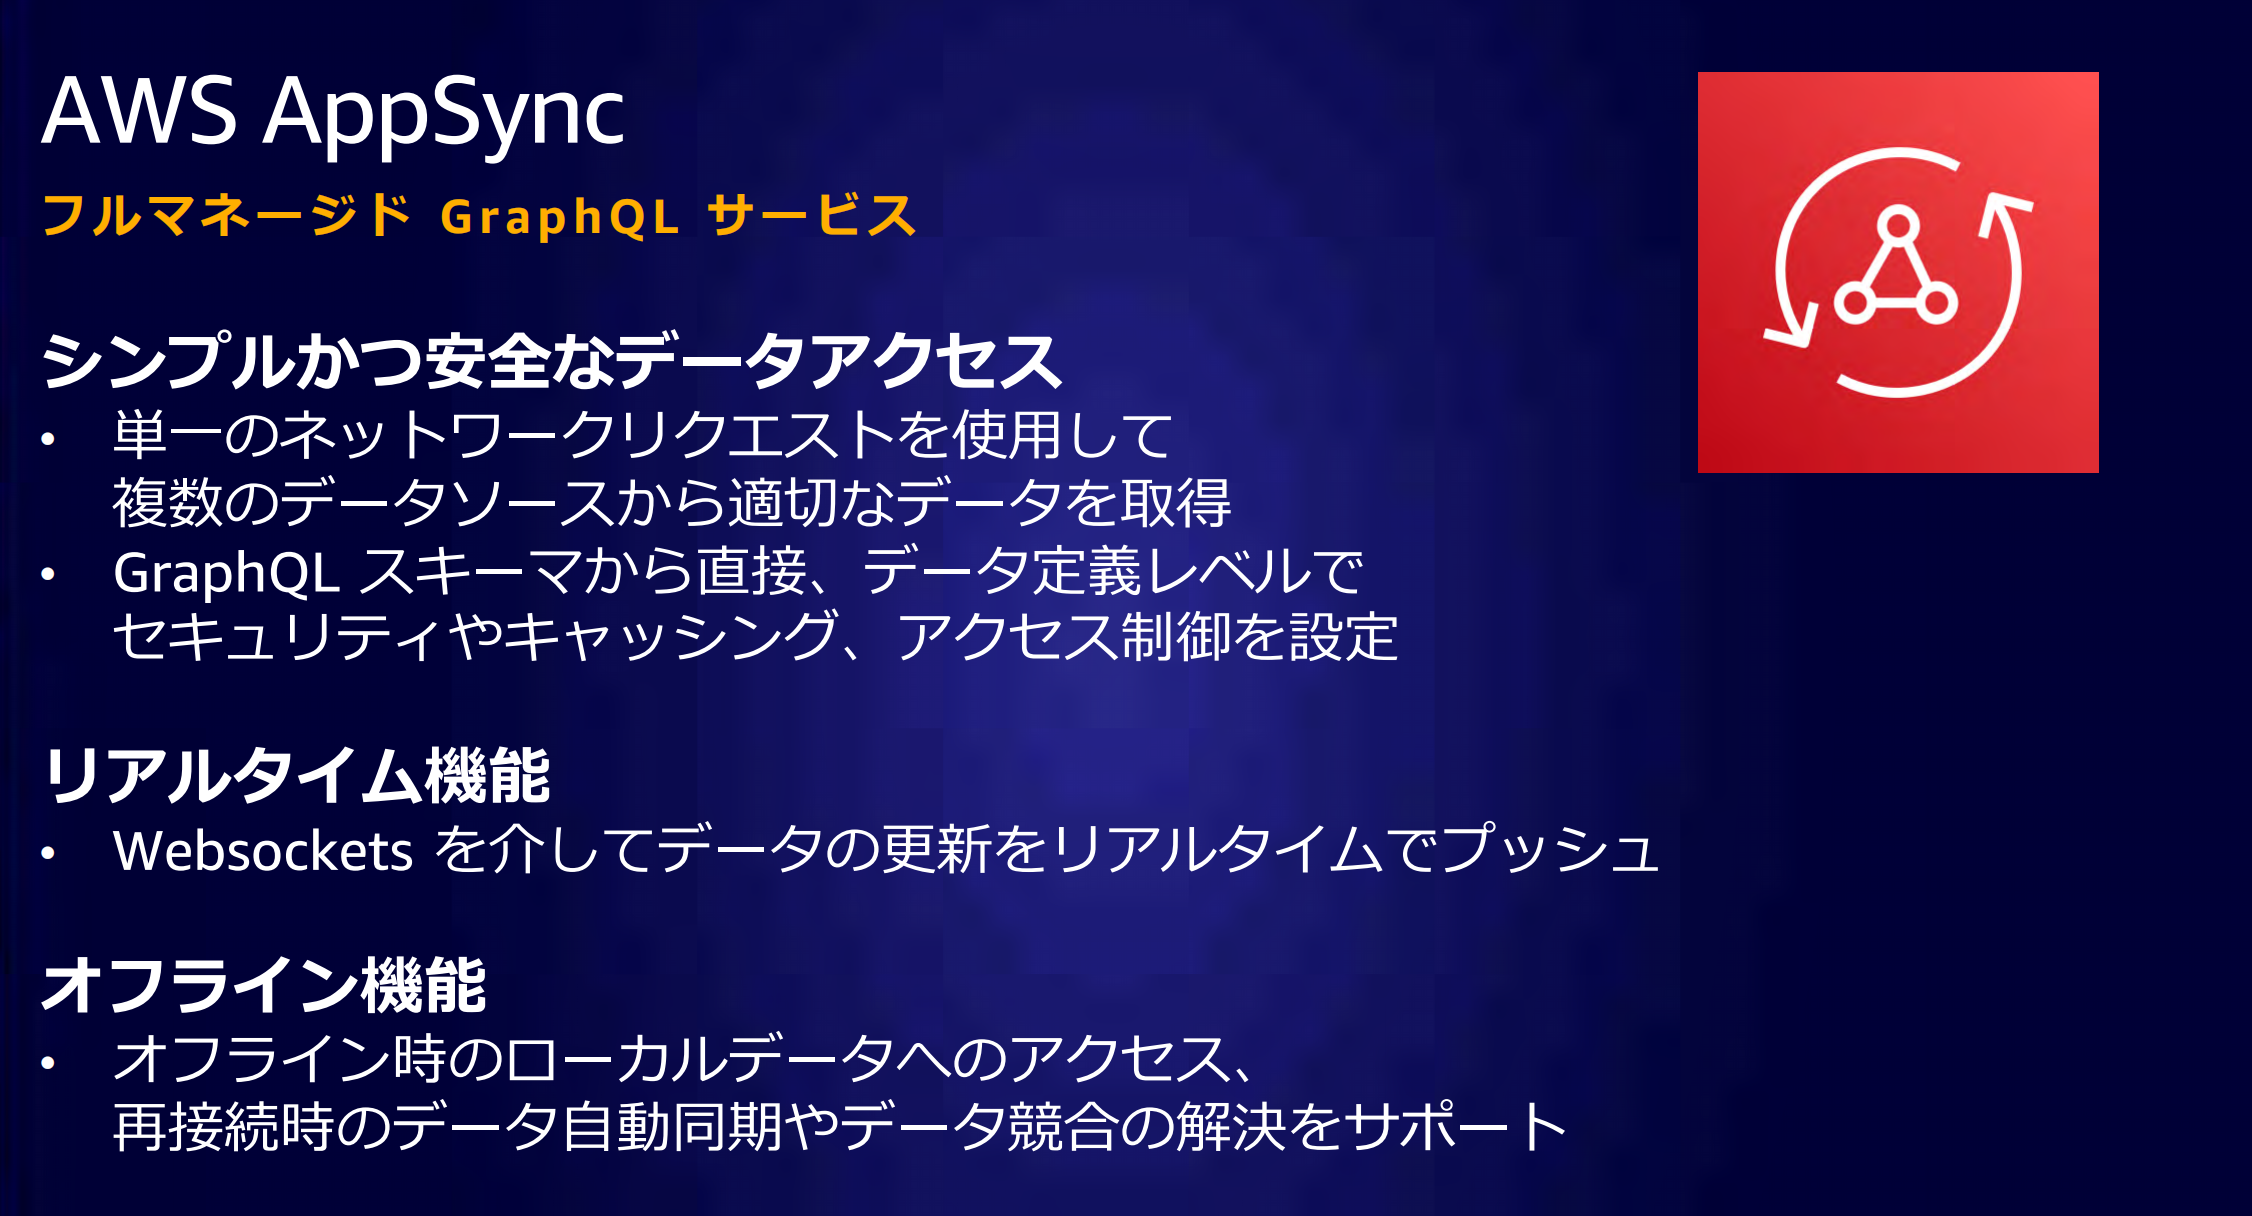 AWS AppSync
フルマネージド GraphQL サービス
シンプルかつ安全なデータアクセス
• 単一のネットワークリクエストを使用して
複数のデータソースから適切なデータを取得
• GraphQL スキーマから直接、データ定義レベルで
セキュリティやキャッシング、アクセス制御を設定
リアルタイム機能
• Websockets を介してデータの更新をリアルタイムでプッシュ
オフライン機能
• オフライン時のローカルデータへのアクセス、
再接続時のデータ自動同期やデータ競合の解決をサポート